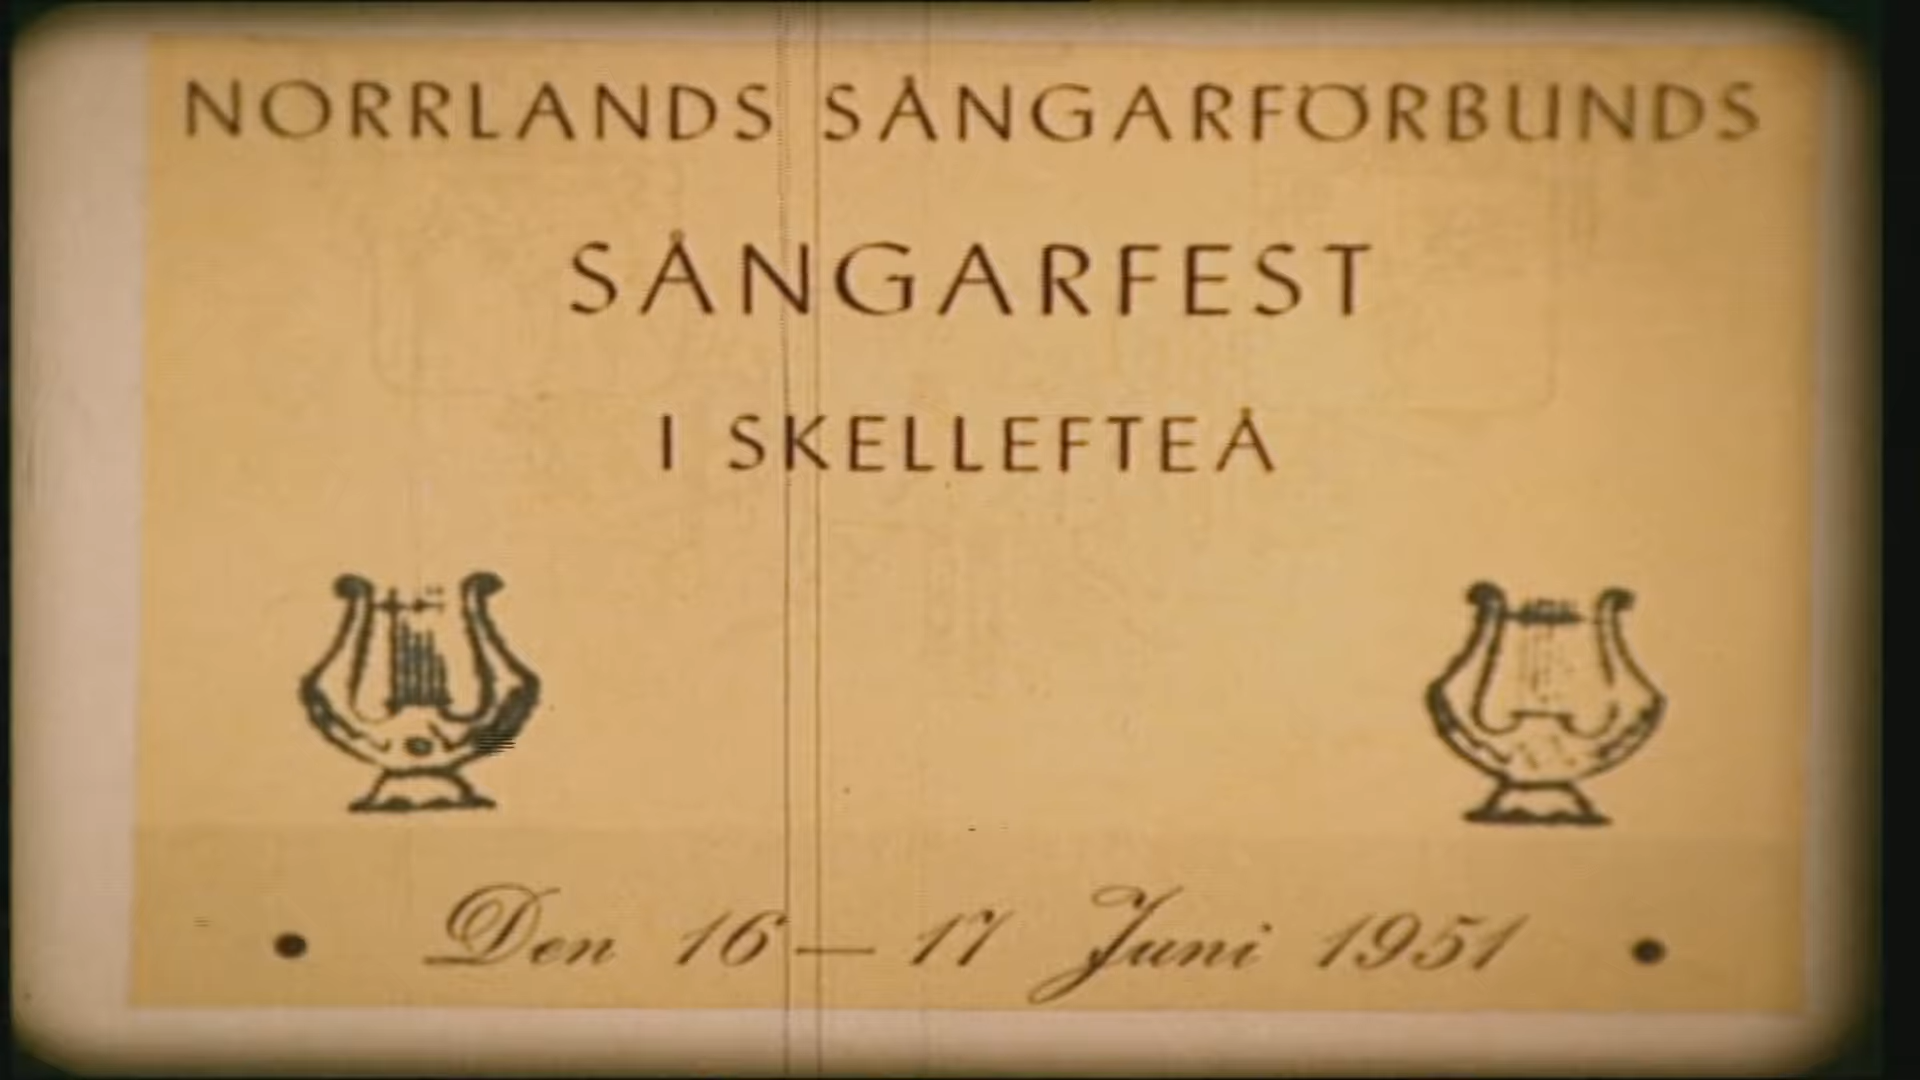 NORRLANDS SÅNGARFÖRBUNDS
SÅNGARFEST
I SKELLEFTEÅ
Den 16 — 17 Juni 1951